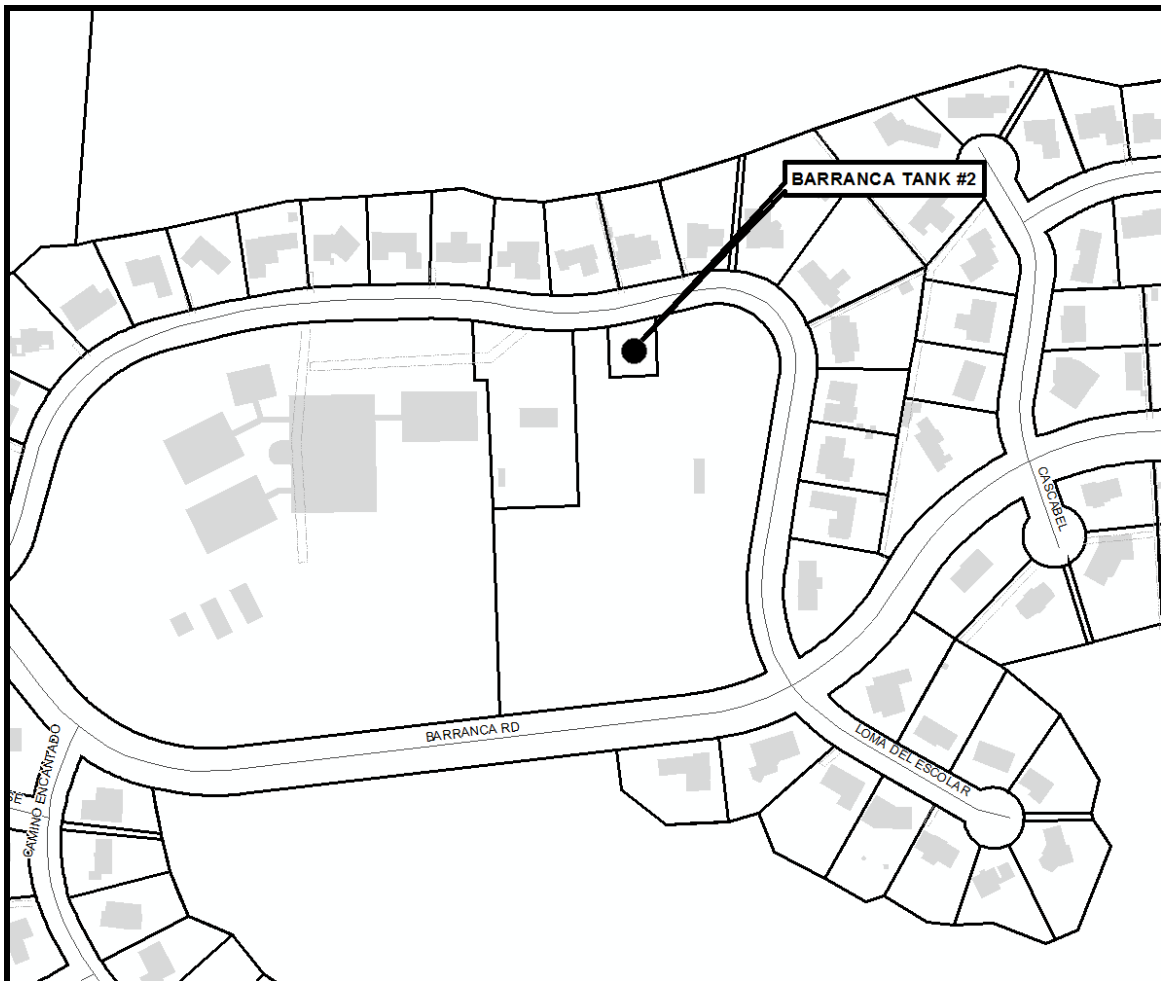 BARRANCA TANK #2
CASCABEL
BARRANCA RD
LOMA DEL ESCOLAR
CAMINO ENCANTADO